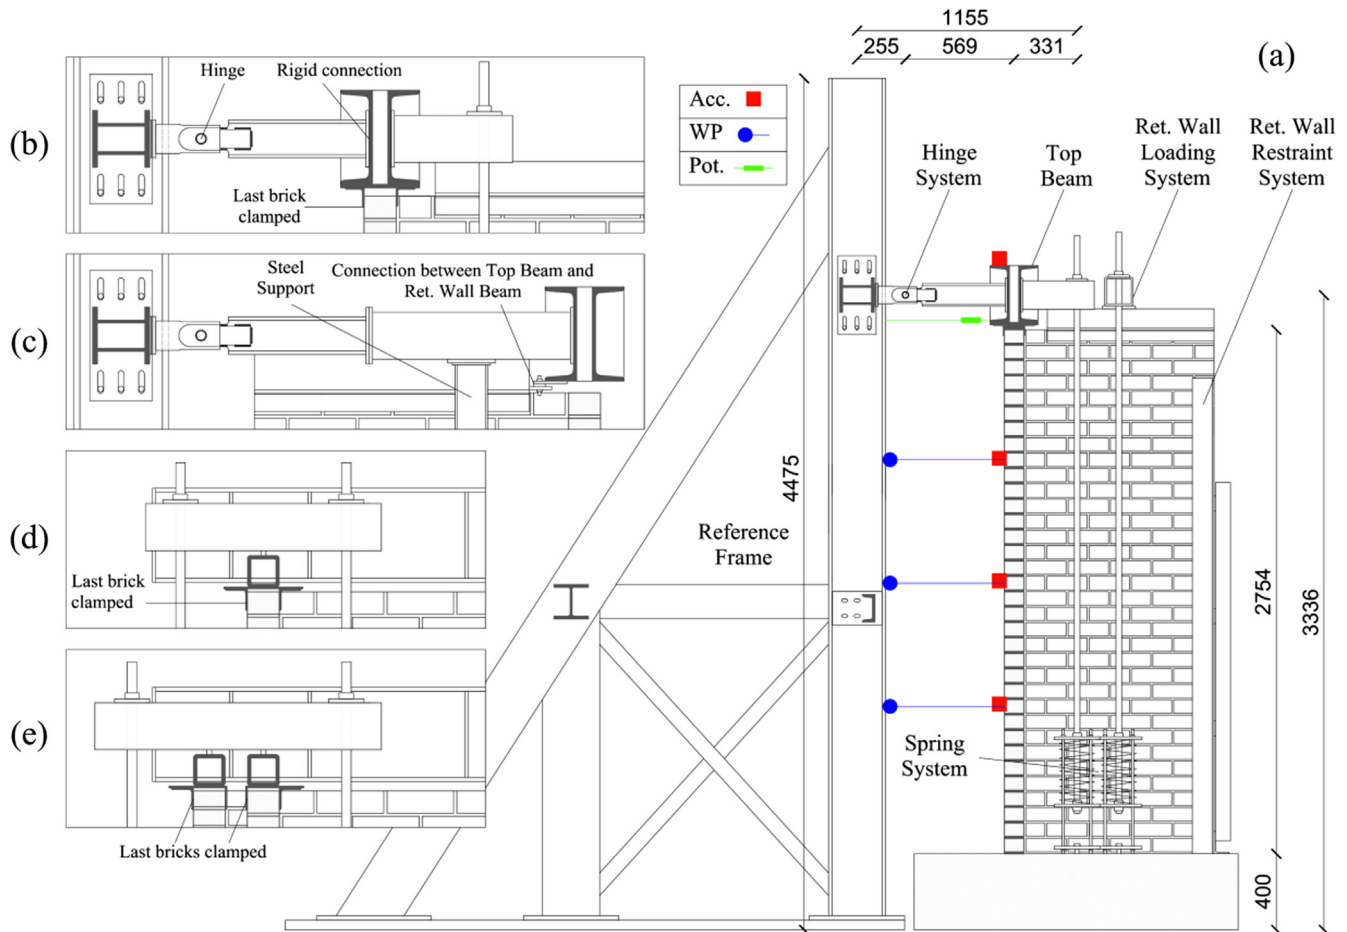 1155
255 569 331
(a)
Hinge
Rigid connection
(b)
Last brick
clamped
Acc.
WP
Pot.
Hinge
System
Top
Beam
Ret. Wall
Loading
System
Ret. Wall
Restraint
System
Steel
Support
Connection between Top Beam and
Ret. Wall Beam
(c)
4475
Reference
Frame
(d)
Last brick
clamped
2754
3336
(e)
Last bricks clamped
Spring
System
400